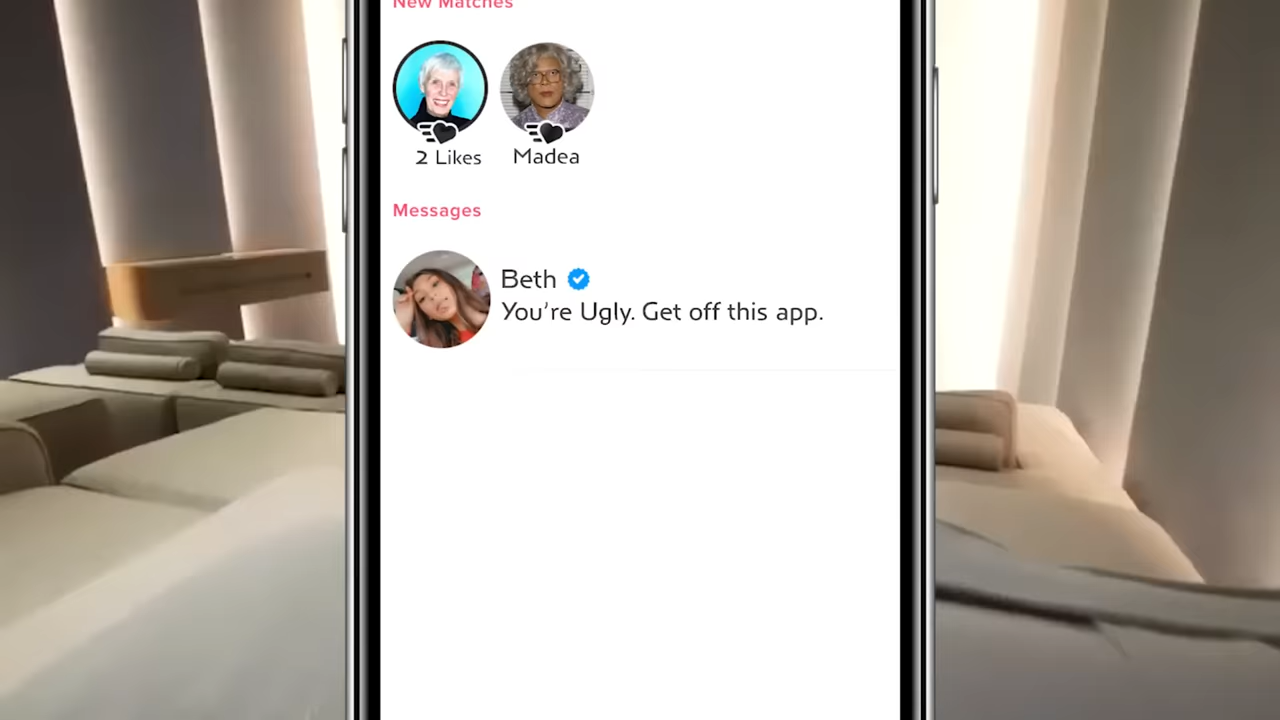 New Matches
2 Likes
Madea
Messages
Beth
You're Ugly. Get off this app.